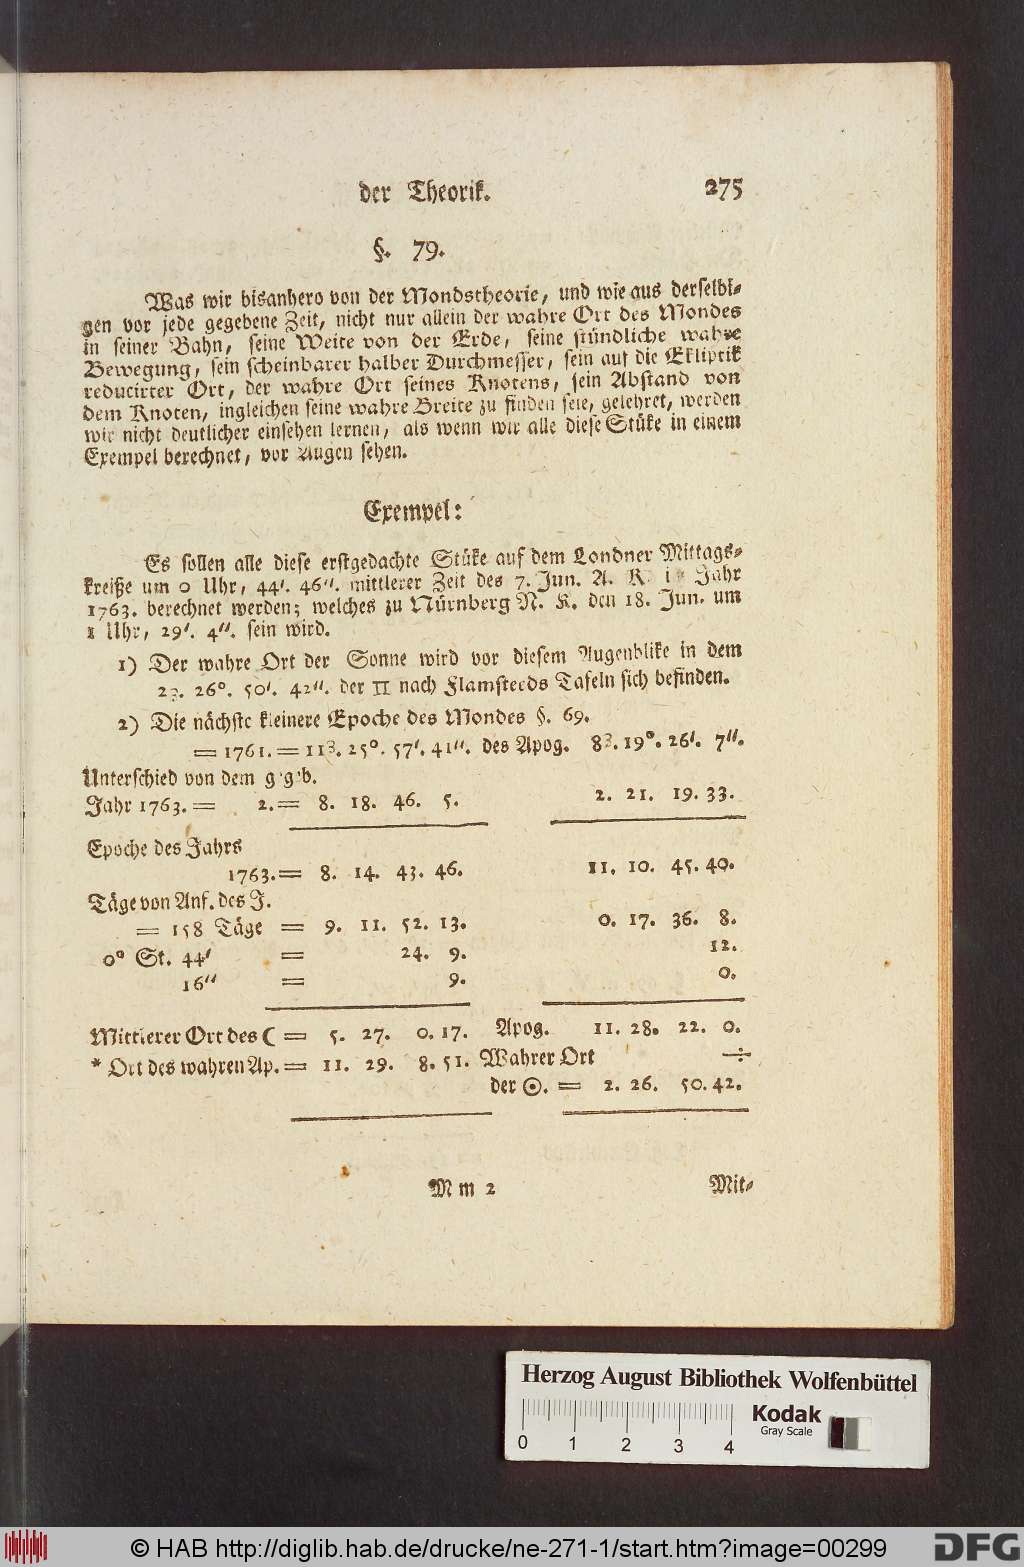 der Theorik. 275
§. 79.
Was wir bisanhero von der Mondstheorie, und wie aus derselbi-
gen vor jede gegebene Zeit, nicht nur allein der wahre Ort des Mondes
in seiner Bahn, seine Weite von der Erde, seine stündliche wahre
Bewegung, sein scheinbarer halber Durchmesser, sein auf die Ekliptik
reducirter Ort, der wahre Ort seines Knotens, sein Abstand von
dem Knoten, ingleichen seine wahre Breite zu finden seie, gelehret, werden
wir nicht deutlicher einsehen lernen, als wenn wir alle diese Stüke in einem
Exempel berechnet, vor Augen sehen.
Exempel:
Es sollen alle diese erstgedachte Stüke auf dem Londner Mittags-
kreiße um 0 Uhr, 44′. 46″. mittlerer Zeit des 7. Jun. A. K. im Jahr
1763. berechnet werden; welches zu Nürnberg N. K. den 18. Jun. um
1 Uhr, 29′. 4″. sein wird.
1) Der wahre Ort der Sonne wird vor diesem Augenblike in dem
2z. 26°. 50′. 42″. der II nach Flamsteeds Tafeln sich befinden.
2) Die nächste kleinere Epoche des Mondes §. 69.
= 1761. = 11z. 25°. 57′. 41″. des Apog. 8z. 19°. 26′. 7″.
Unterschied von dem
Jahr 1763. = 2. = 8. 18. 46. 5. 2. 21. 19. 33.
Epoche des Jahrs
1763. = 8. 14. 43. 46. 11. 10. 45. 40.
Täge von Anf. des J.
= 158 Täge = 9. 11. 52. 13. 0. 17. 36. 8.
0° St. 44′ = 24. 9. 12.
16″ = 9. 0.
Mittlerer Ort des ☾ = 5. 27. 0. 17. Apog. 11. 28. 22. 0.
* Ort des wahren Ap. = 11. 29. 8. 51. Wahrer Ort ÷
der ☉. = 2. 26. 50. 42.
M m 2 Mit-
Herzog August Bibliothek Wolfenbüttel
Kodak
Gray Scale
0 1 2 3 4
© HAB http://diglib.hab.de/drucke/ne-271-1/start.htm?image=00299
DFG